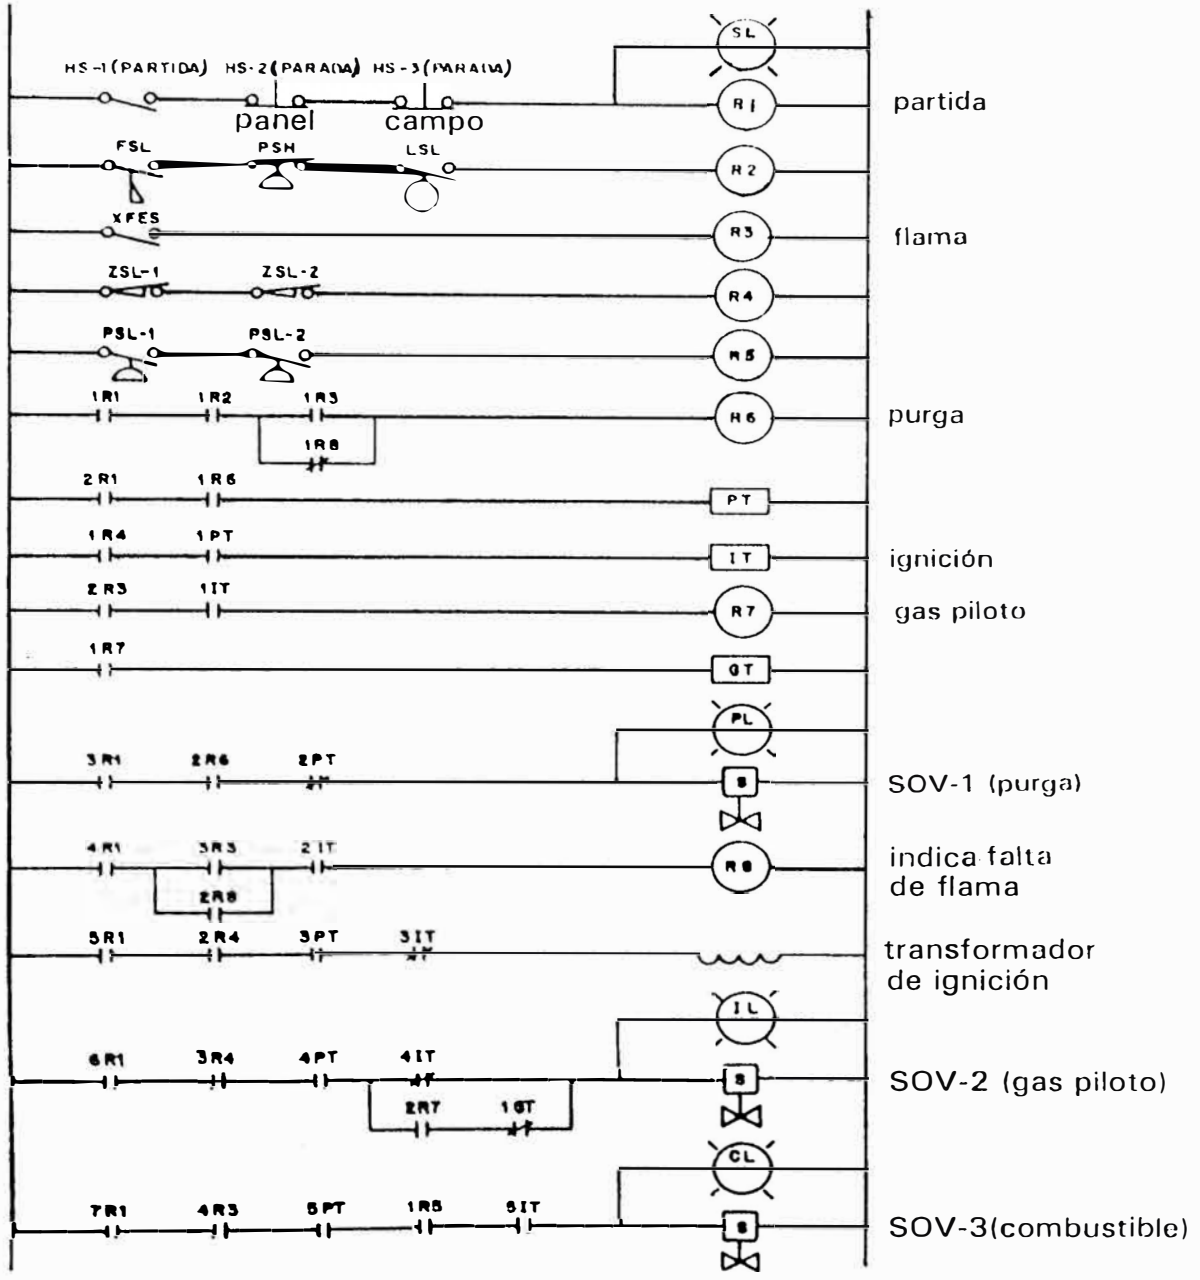 SL
HS-1(PARTIDA) HS-2(PARADA) HS-3(PARADA)
R1 partida
panel campo
FSL PSH LSL
R2
XFES
R3 flama
ZSL-1 ZSL-2
R4
PSL-1 PSL-2
R5
1R1 1R2 1R3
R6 purga
1R8
2R1 1R6
PT
1R4 1PT
IT ignición
2R3 1IT
R7 gas piloto
1R7
GT
PL
3R1 2R6 2PT
S SOV-1 (purga)
4R1 3R3 2IT
R8 indica falta
de flama
2R8
5R1 2R4 3PT 3IT
transformador
de ignición
IL
6R1 3R4 4PT 4IT
S SOV-2 (gas piloto)
2R7 1GT
CL
7R1 4R3 5PT 1R5 5IT
S SOV-3(combustible)